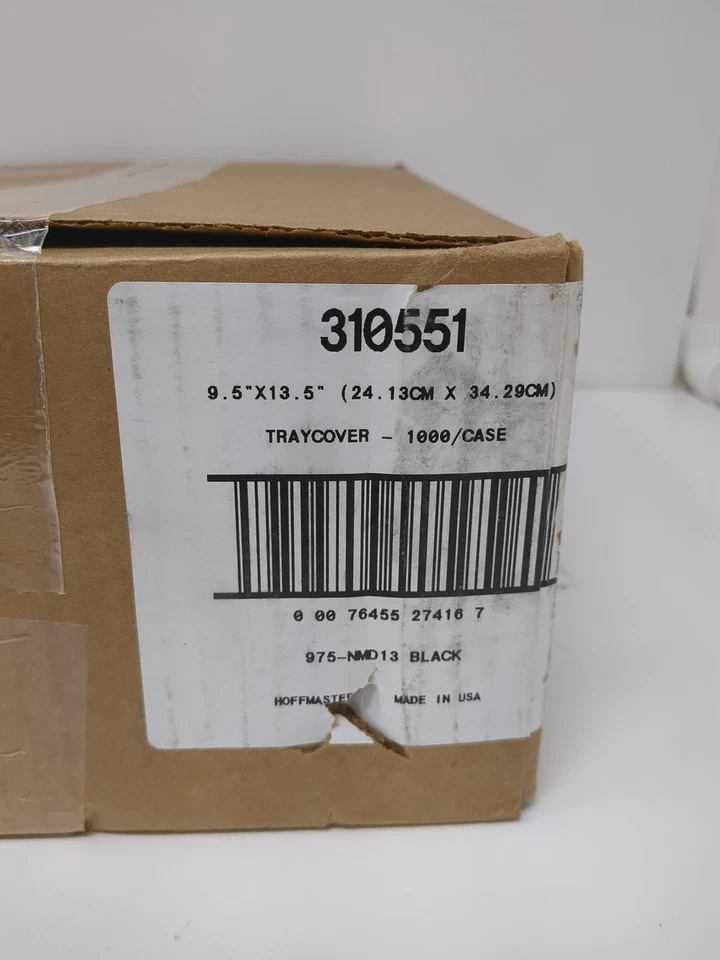 310551
9.5"X13.5" (24.13CM X 34.29CM)
TRAYCOVER - 1000/CASE
0 00 76455 27416 7
975-NMD13 BLACK
MADE IN USA